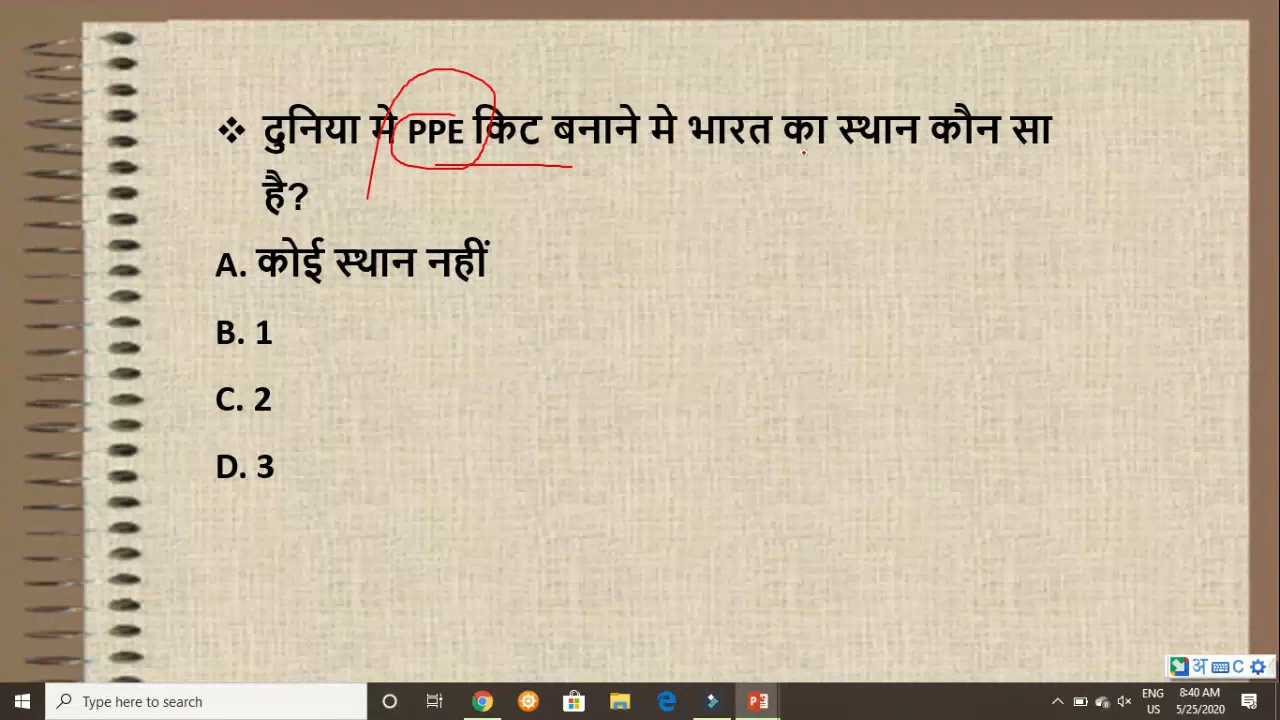 ❖ दुनिया मे PPE किट बनाने मे भारत का स्थान कौन सा
है?
A. कोई स्थान नहीं
B. 1
C. 2
D. 3
अ C
Type here to search
ENG
US
8:40 AM
5/25/2020